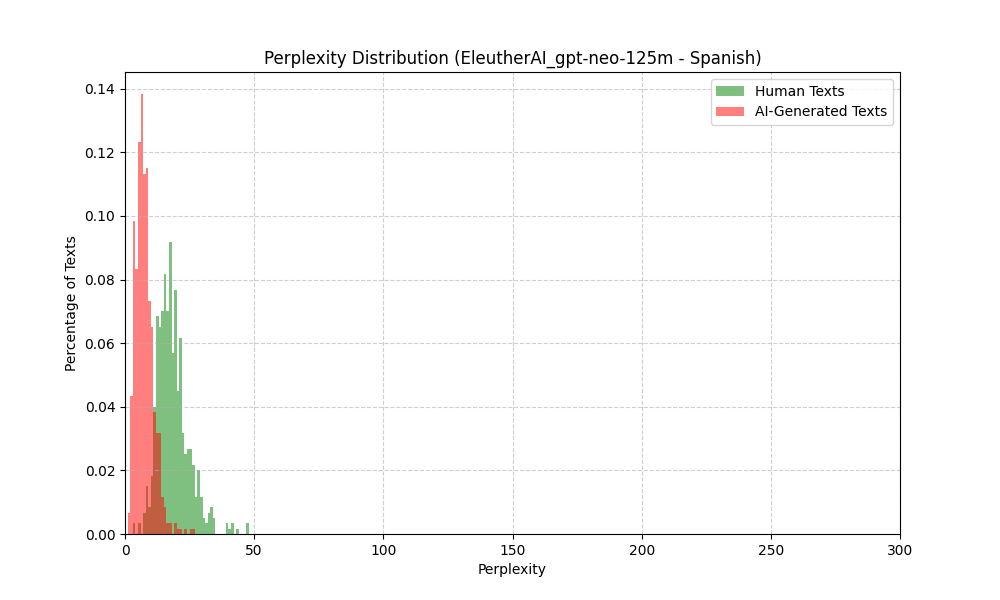 Perplexity Distribution (EleutherAI_gpt-neo-125m - Spanish)
Human Texts
AI-Generated Texts
Percentage of Texts
0.14
0.12
0.10
0.08
0.06
0.04
0.02
0.00
0 50 100 150 200 250 300
Perplexity